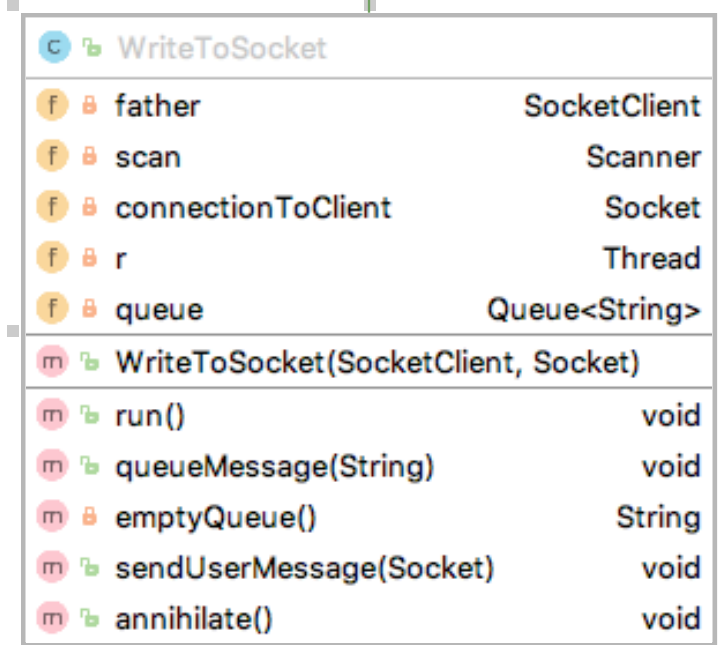 C WriteToSocket
f father SocketClient
f scan Scanner
f connectionToClient Socket
f r Thread
f queue Queue<String>
m WriteToSocket(SocketClient, Socket)
m run() void
m queueMessage(String) void
m emptyQueue() String
m sendUserMessage(Socket) void
m annihilate() void